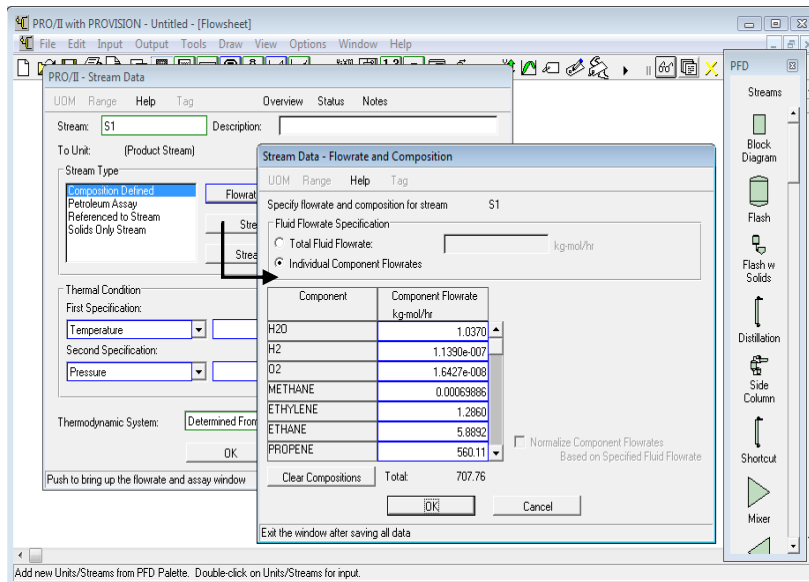 PRO/II with PROVISION - Untitled - [Flowsheet]
File Edit Input Output Tools Draw View Options Window Help
PRO/II - Stream Data
UOM Range Help Tag Overview Status Notes
Stream: S1 Description:
To Unit: (Product Stream)
Stream Type
Composition Defined
Petroleum Assay
Referenced to Stream
Solids Only Stream
Flowrat
Stre
Strea
Thermal Condition
First Specification:
Temperature
Second Specification:
Pressure
Thermodynamic System: Determined From
OK
Push to bring up the flowrate and assay window
Stream Data - Flowrate and Composition
UOM Range Help Tag
Specify flowrate and composition for stream S1
Fluid Flowrate Specification
Total Fluid Flowrate: kg-mol/hr
Individual Component Flowrates
Component Component Flowrate
kg-mol/hr
H2O 1.0370
H2 1.1390e-007
O2 1.6427e-008
METHANE 0.00069886
ETHYLENE 1.2860
ETHANE 5.8892
PROPENE 560.11
Normalize Component Flowrates
Based on Specified Fluid Flowrate
Clear Compositions Total: 707.76
OK Cancel
Exit the window after saving all data
PFD
Streams
Block
Diagram
Flash
Flash w
Solids
Distillation
Side
Column
Shortcut
Mixer
Add new Units/Streams from PFD Palette. Double-click on Units/Streams for input.